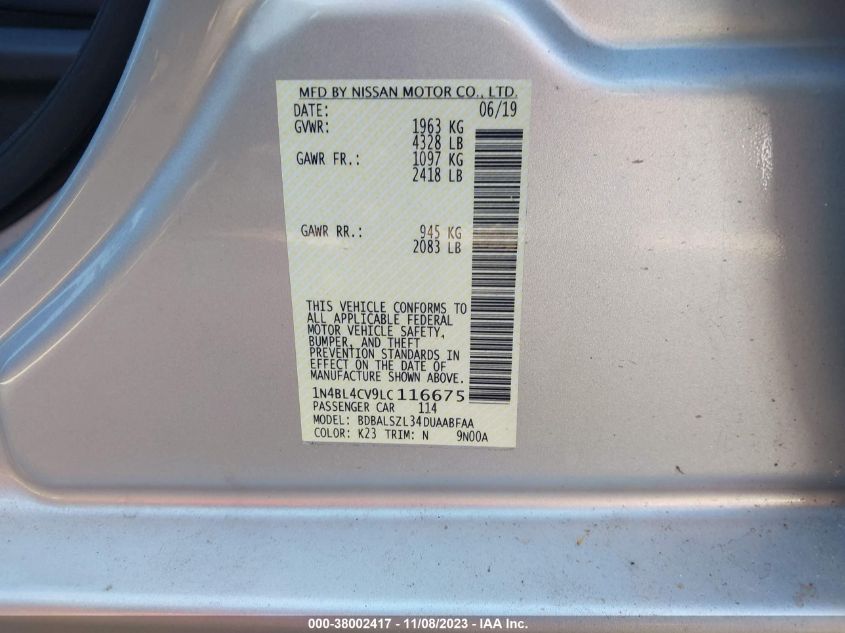 MFD BY NISSAN MOTOR CO., LTD.
DATE: 06/19
GVWR: 1963 KG
4328 LB
GAWR FR.: 1097 KG
2418 LB
GAWR RR.: 945 KG
2083 LB
THIS VEHICLE CONFORMS TO
ALL APPLICABLE FEDERAL
MOTOR VEHICLE SAFETY,
BUMPER, AND THEFT
PREVENTION STANDARDS IN
EFFECT ON THE DATE OF
MANUFACTURE SHOWN ABOVE.
1N4BL4CV9LC116675
PASSENGER CAR 114
MODEL: BDBALSZL34DUAABFAA
COLOR: K23 TRIM: N 9N00A
000-38002417 - 11/08/2023 - IAA Inc.